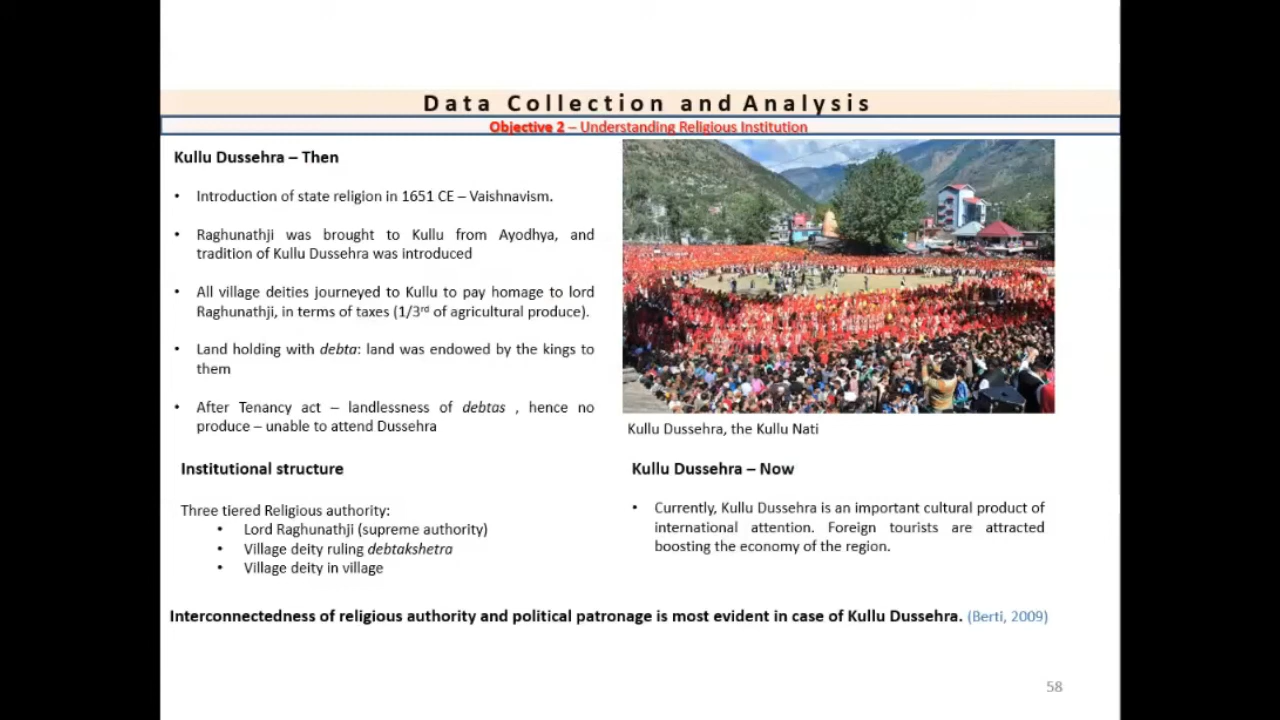 Data Collection and Analysis
Objective 2 – Understanding Religious Institution
Kullu Dussehra – Then
• Introduction of state religion in 1651 CE – Vaishnavism.
• Raghunathji was brought to Kullu from Ayodhya, and
tradition of Kullu Dussehra was introduced
• All village deities journeyed to Kullu to pay homage to lord
Raghunathji, in terms of taxes (1/3rd of agricultural produce).
• Land holding with debta: land was endowed by the kings to
them
• After Tenancy act – landlessness of debtas , hence no
produce – unable to attend Dussehra
Institutional structure
Three tiered Religious authority:
• Lord Raghunathji (supreme authority)
• Village deity ruling debtakshetra
• Village deity in village
Kullu Dussehra, the Kullu Nati
Kullu Dussehra – Now
• Currently, Kullu Dussehra is an important cultural product of
international attention. Foreign tourists are attracted
boosting the economy of the region.
Interconnectedness of religious authority and political patronage is most evident in case of Kullu Dussehra. (Berti, 2009)
58